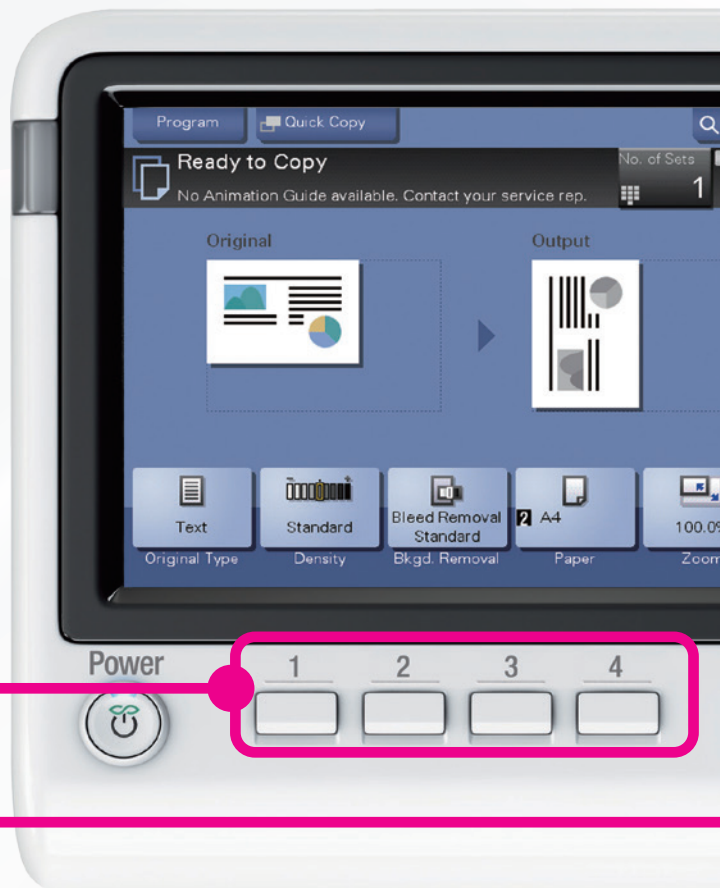 Program
Quick Copy
Ready to Copy
No. of Sets
No Animation Guide available. Contact your service rep.
1
Original
Output
Text
Standard
Bleed Removal
Standard
2 A4
100.0%
Original Type
Density
Bkgd. Removal
Paper
Zoom
Power
1
2
3
4